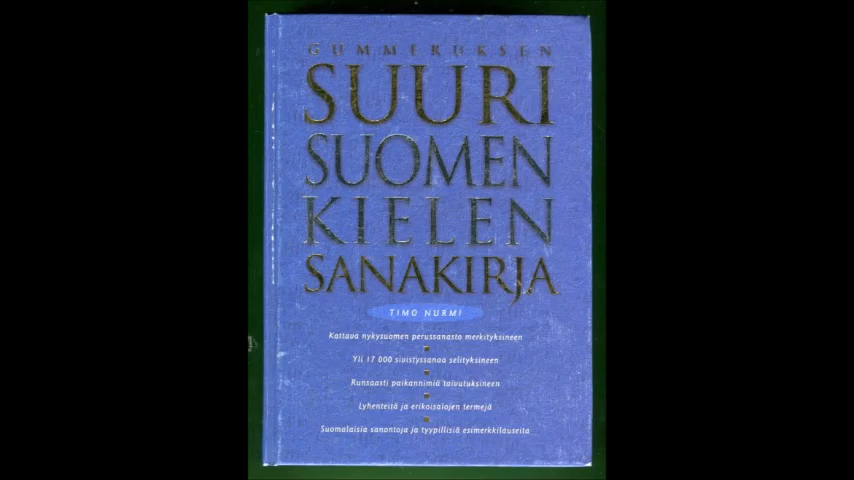 GUMMERUKSEN
SUURI
SUOMEN
KIELEN
SANAKIRJA
TIMO NURMI
Kattava nykysuomen perussanasto merkityksineen
Yli 17 000 sivistyssanaa selityksineen
Runsaasti paikannimiä taivutuksineen
Lyhenteitä ja erikoisalojen termejä
Suomalaisia sanontoja ja tyypillisiä esimerkkilauseita